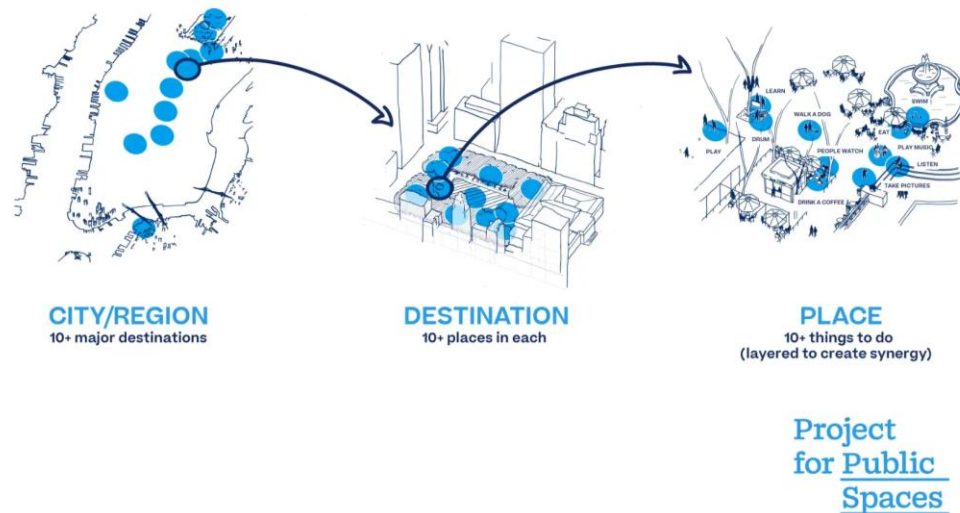 CITY/REGION
10+ major destinations
DESTINATION
10+ places in each
LEARN
WALK A DOG
SWIM
DRUM
EAT
PLAY
PEOPLE WATCH
PLAY MUSIC
LISTEN
TAKE PICTURES
DRINK A COFFEE
PLACE
10+ things to do
(layered to create synergy)
Project
for Public
Spaces